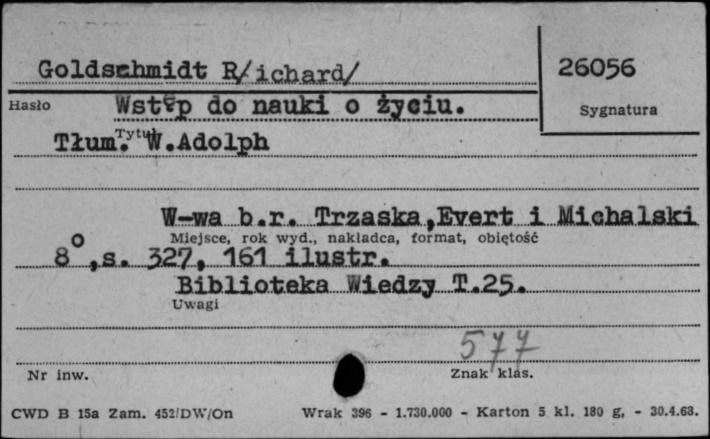 Goldschmidt R/ichard/
26056
Hasło
Wstęp do nauki o życiu.
Sygnatura
Tytuł
Tłum. W.Adolph
W-wa b.r. Trzaska,Evert i Michalski
Miejsce, rok wyd., nakładca, format, objętość
8°,s. 327, 161 ilustr.
Biblioteka Wiedzy T.25.
Uwagi
577
Nr inw.
Znak klas.
CWD B 15a Zam. 452/DW/On Wrak 396 - 1.730.000 - Karton 5 kl. 180 g, - 30.4.63.